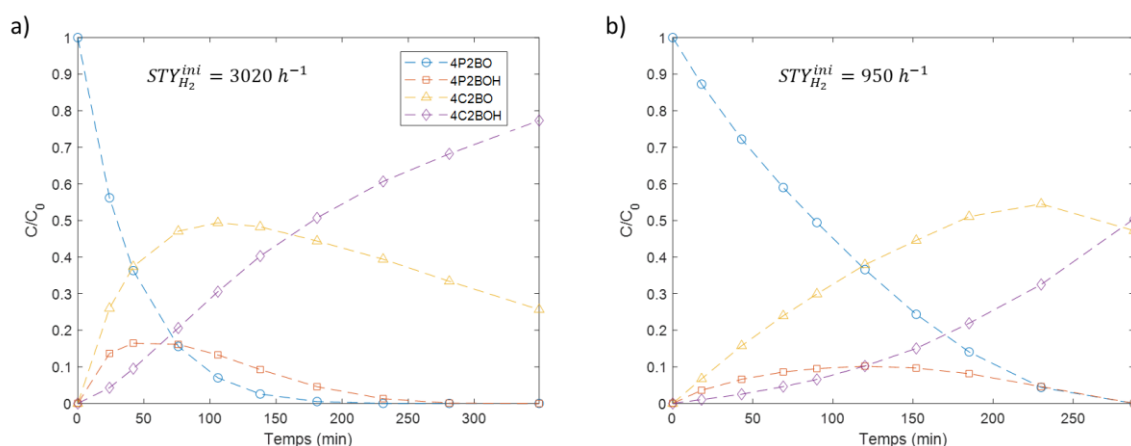 a)
STY_{H_2}^{ini} = 3020 h^{-1}
4P2BO
4P2BOH
4C2BO
4C2BOH
1
0.9
0.8
0.7
0.6
0.5
0.4
0.3
0.2
0.1
0
C/C_0
0 50 100 150 200 250 300
Temps (min)
b)
STY_{H_2}^{ini} = 950 h^{-1}
1
0.9
0.8
0.7
0.6
0.5
0.4
0.3
0.2
0.1
0
C/C_0
0 50 100 150 200 250
Temps (min)